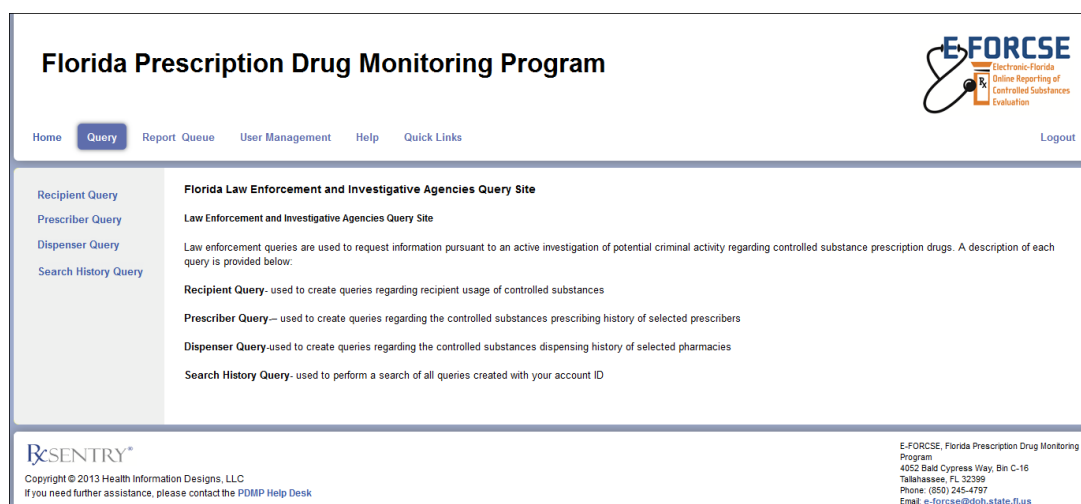 Florida Prescription Drug Monitoring Program
E-FORCSE
Electronic-Florida
Online Reporting of
Controlled Substances
Evaluation
Rx
Home Query Report Queue User Management Help Quick Links Logout
Recipient Query
Prescriber Query
Dispenser Query
Search History Query
Florida Law Enforcement and Investigative Agencies Query Site
Law Enforcement and Investigative Agencies Query Site
Law enforcement queries are used to request information pursuant to an active investigation of potential criminal activity regarding controlled substance prescription drugs. A description of each
query is provided below:
Recipient Query- used to create queries regarding recipient usage of controlled substances
Prescriber Query— used to create queries regarding the controlled substances prescribing history of selected prescribers
Dispenser Query-used to create queries regarding the controlled substances dispensing history of selected pharmacies
Search History Query- used to perform a search of all queries created with your account ID
RxSENTRY®
Copyright © 2013 Health Information Designs, LLC
If you need further assistance, please contact the PDMP Help Desk
E-FORCSE, Florida Prescription Drug Monitoring
Program
4052 Bald Cypress Way, Bin C-16
Tallahassee, FL 32399
Phone: (850) 245-4797
Email: e-forcse@doh.state.fl.us